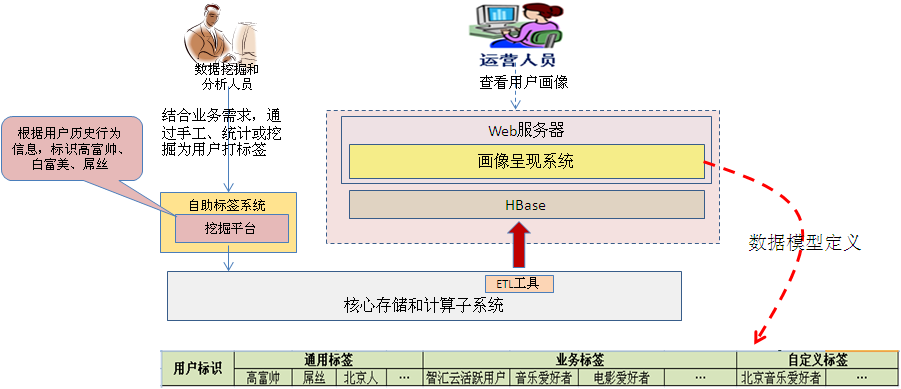 数据挖掘和
分析人员
运营人员
查看用户画像
结合业务需求，通
过手工、统计或挖
掘为用户打标签
根据用户历史行为
信息，标识高富帅、
白富美、屌丝
自助标签系统
挖掘平台
Web服务器
画像呈现系统
HBase
数据模型定义
ETL工具
核心存储和计算子系统
用户标识 通用标签 业务标签 自定义标签
高富帅 屌丝 北京人 … 智汇云活跃用户 音乐爱好者 电影爱好者 … 北京音乐爱好者 …